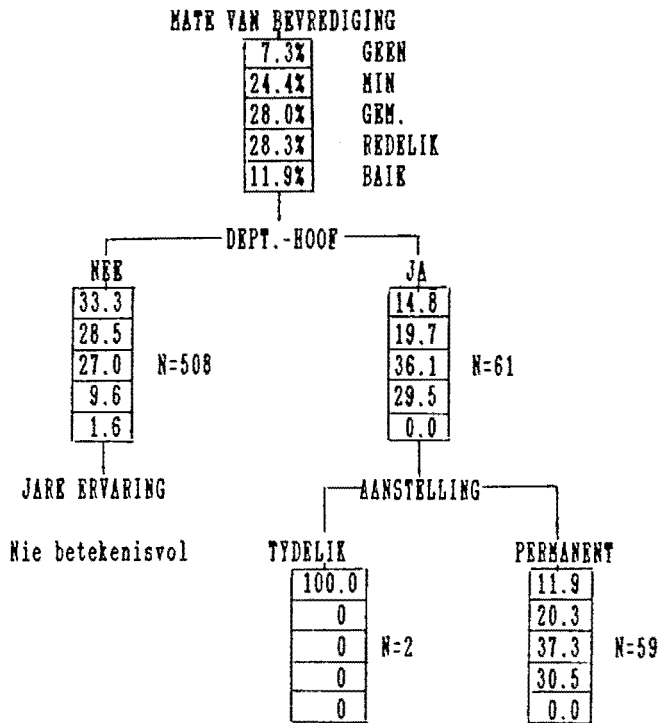 MATE VAN BEVREDIGING
7.3% GEEN
24.4% MIN
28.0% GEM.
28.3% REDELIK
11.9% BAIE
DEPT.-HOOF
NEE JA
33.3 14.8
28.5 19.7
27.0 N=508 36.1 N=61
9.6 29.5
1.6 0.0
JARE ERVARING AANSTELLING
Nie betekenisvol TYDELIK PERMANENT
100.0 11.9
0 20.3
0 N=2 37.3 N=59
0 30.5
0 0.0